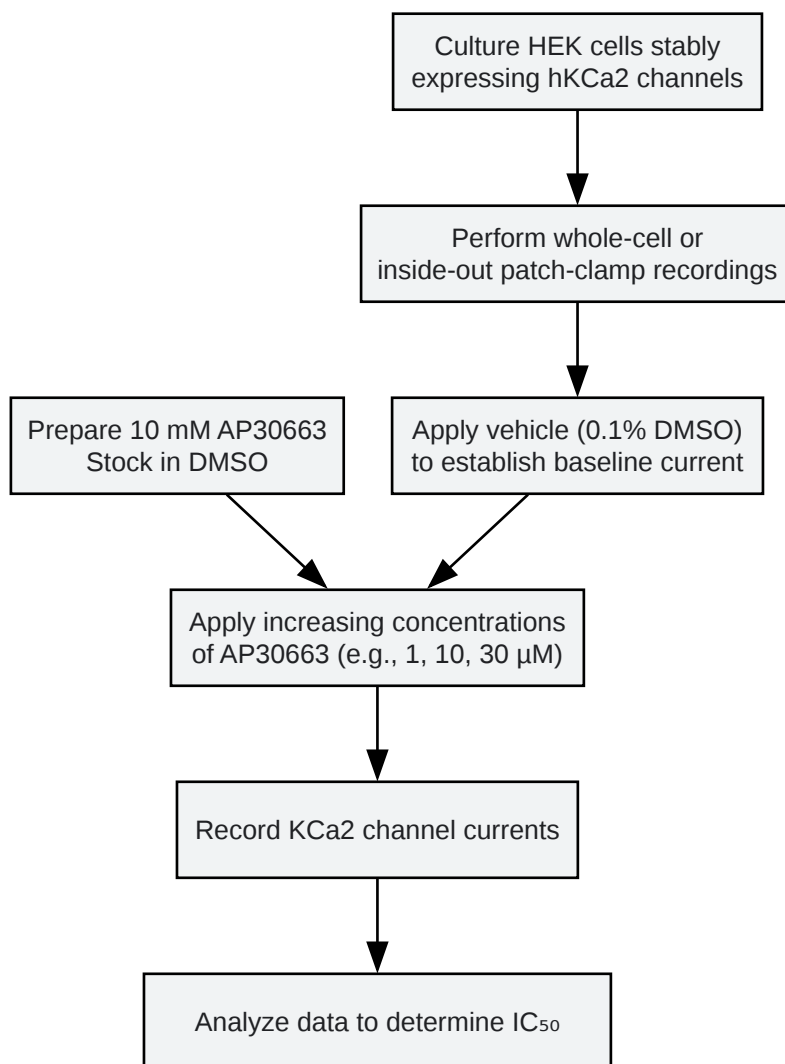 Culture HEK cells stably
expressing hKCa2 channels
Perform whole-cell or
inside-out patch-clamp recordings
Prepare 10 mM AP30663
Stock in DMSO
Apply vehicle (0.1% DMSO)
to establish baseline current
Apply increasing concentrations
of AP30663 (e.g., 1, 10, 30 µM)
Record KCa2 channel currents
Analyze data to determine IC₅₀